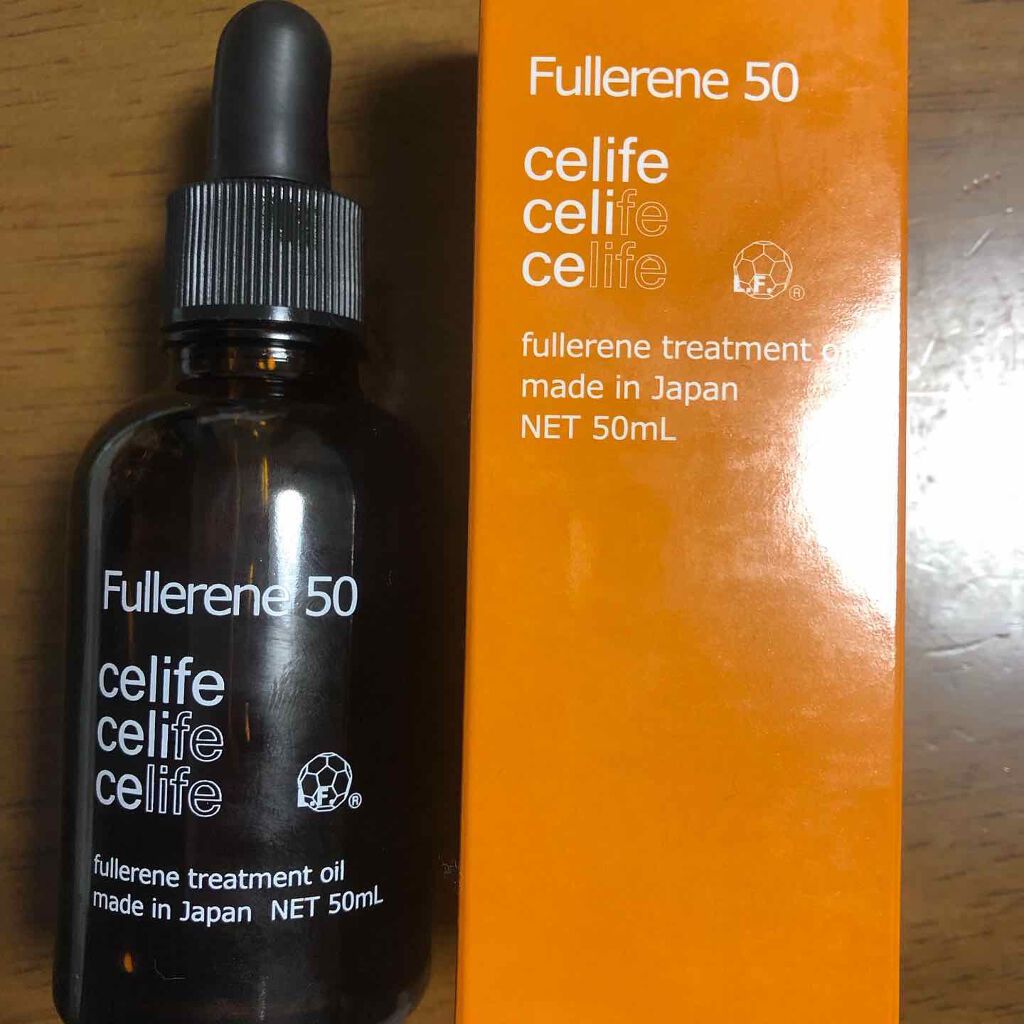 Fullerene 50
celife
celife
celife
L.F.®
fullerene treatment oil
made in Japan NET 50mL
Fullerene 50
celife
celife
celife
L.F.®
fullerene treatment
made in Japan
NET 50mL